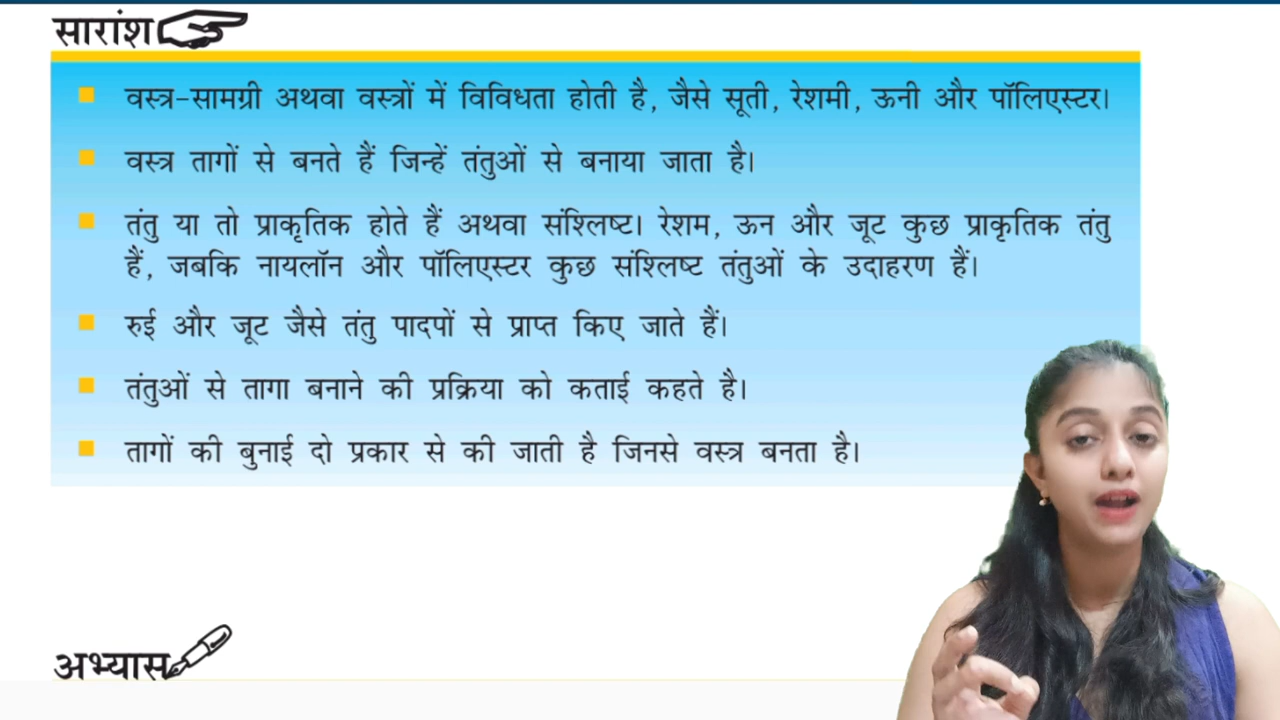 सारांश
वस्त्र-सामग्री अथवा वस्त्रों में विविधता होती है, जैसे सूती, रेशमी, ऊनी और पॉलिएस्टर।
वस्त्र तागों से बनते हैं जिन्हें तंतुओं से बनाया जाता है।
तंतु या तो प्राकृतिक होते हैं अथवा संश्लिष्ट। रेशम, ऊन और जूट कुछ प्राकृतिक तंतु
हैं, जबकि नायलॉन और पॉलिएस्टर कुछ संश्लिष्ट तंतुओं के उदाहरण हैं।
रुई और जूट जैसे तंतु पादपों से प्राप्त किए जाते हैं।
तंतुओं से तागा बनाने की प्रक्रिया को कताई कहते है।
तागों की बुनाई दो प्रकार से की जाती है जिनसे वस्त्र बनता है।
अभ्यास